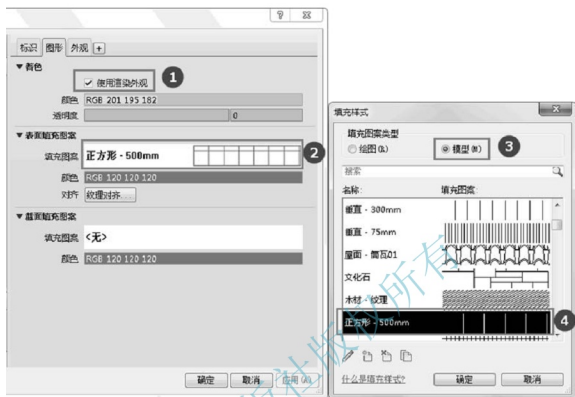 标识 图形 外观
▼着色
✓ 使用渲染外观
1
颜色 RGB 201 195 182
透明度 0
▼表面填充图案
填充图案 正方形 - 500mm
2
颜色 RGB 120 120 120
对齐 纹理对齐...
▼截面填充图案
填充图案 <无>
颜色 RGB 120 120 120
确定 取消 应用(A)
填充样式
填充图案类型
绘图(R) 模型(M)
3
搜索
名称: 填充图案:
垂直 - 300mm
垂直 - 75mm
屋面 - 筒瓦01
文化石
木材 - 纹理
正方形 - 500mm
4
什么是填充样式?
确定 取消
版社版权所有